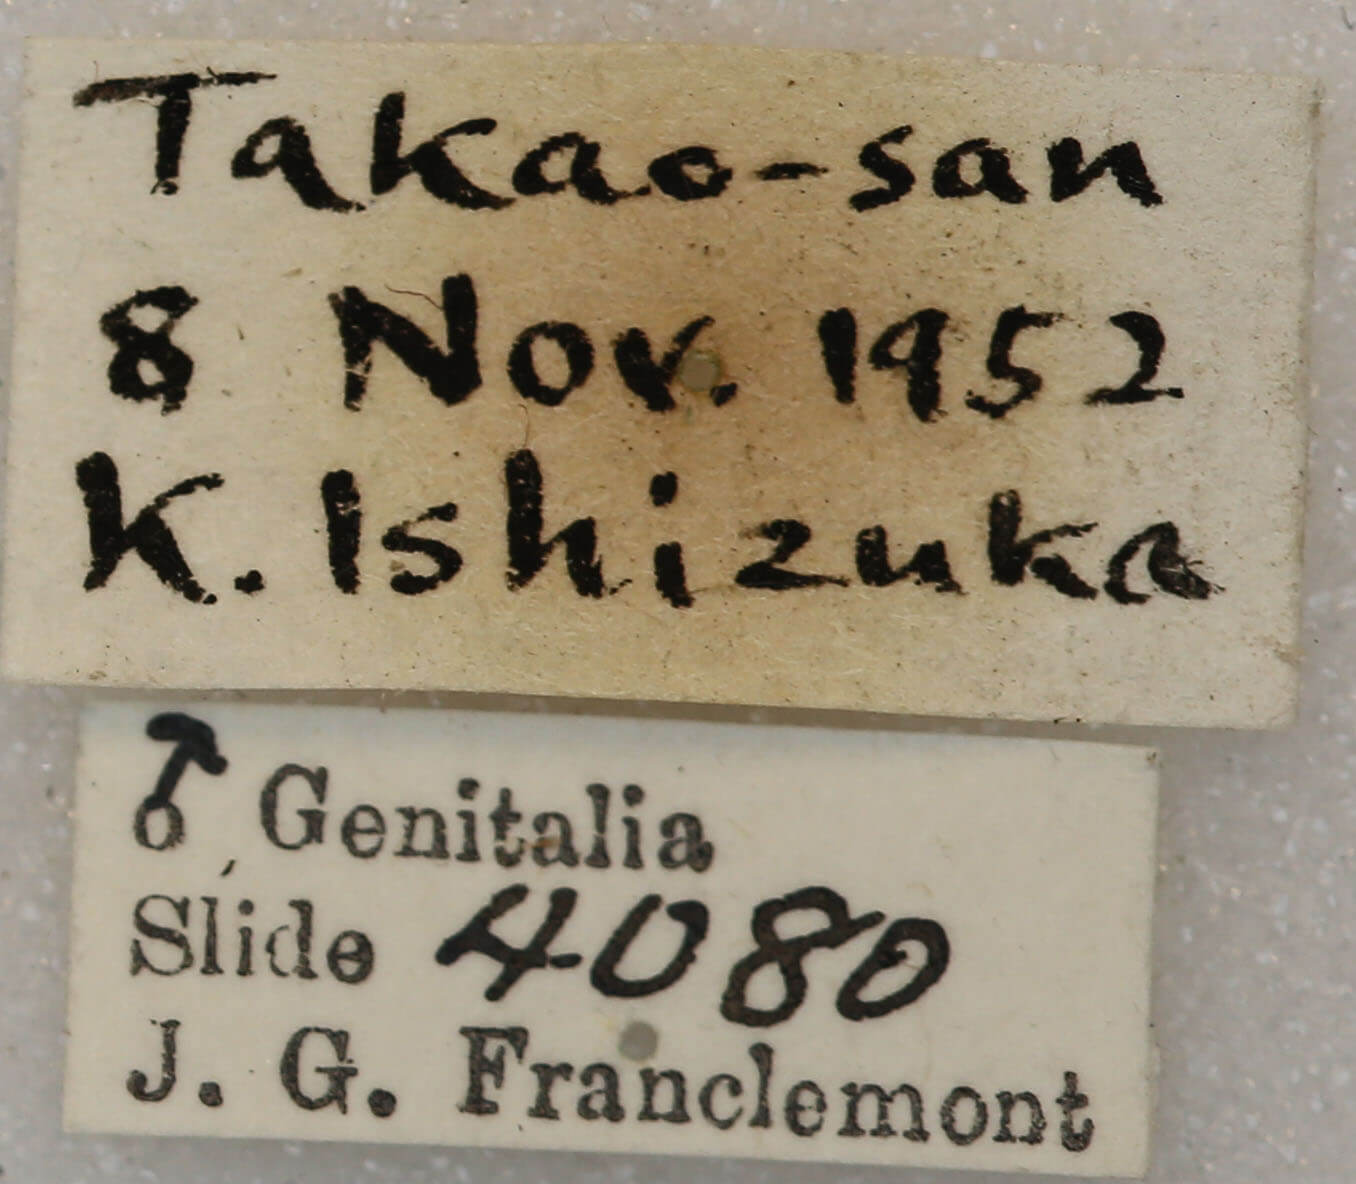 Takao-san
8 Nov. 1952
K. Ishizuka
♂ Genitalia
Slide 4080
J. G. Franclemont